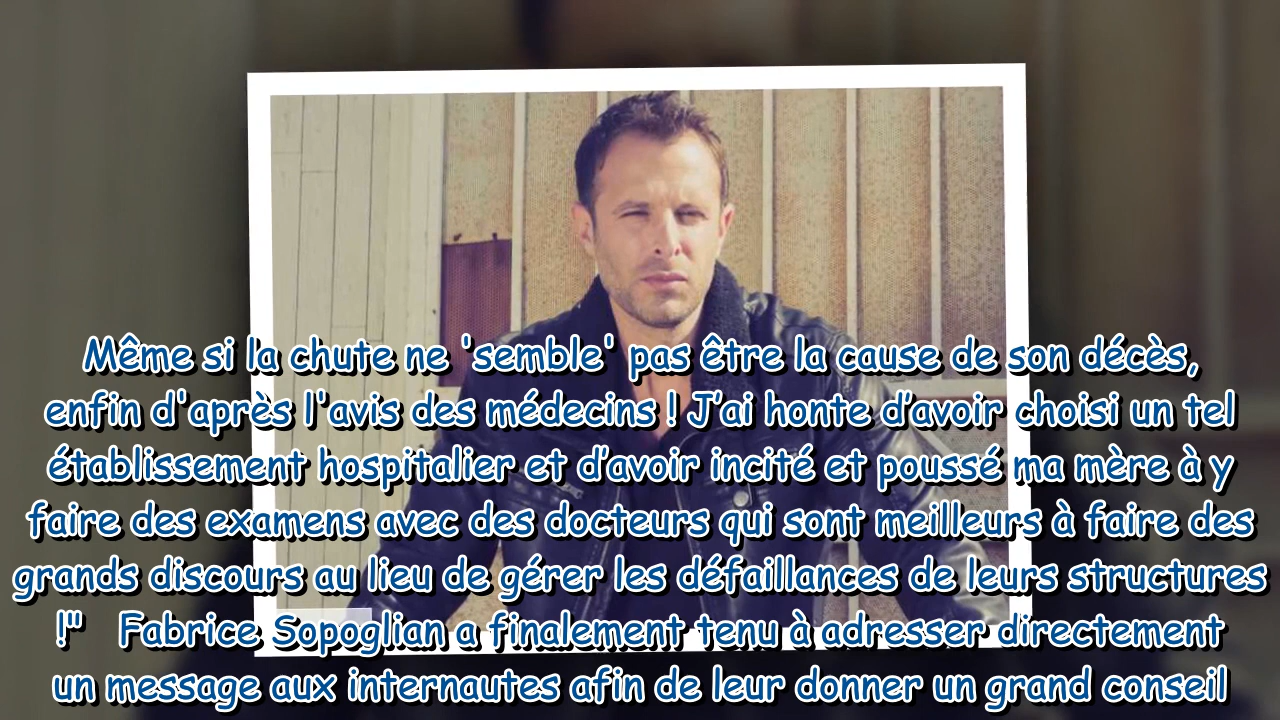 Même si la chute ne 'semble' pas être la cause de son décès,
enfin d'après l'avis des médecins ! J’ai honte d’avoir choisi un tel
établissement hospitalier et d’avoir incité et poussé ma mère à y
faire des examens avec des docteurs qui sont meilleurs à faire des
grands discours au lieu de gérer les défaillances de leurs structures
!"   Fabrice Sopoglian a finalement tenu à adresser directement
un message aux internautes afin de leur donner un grand conseil